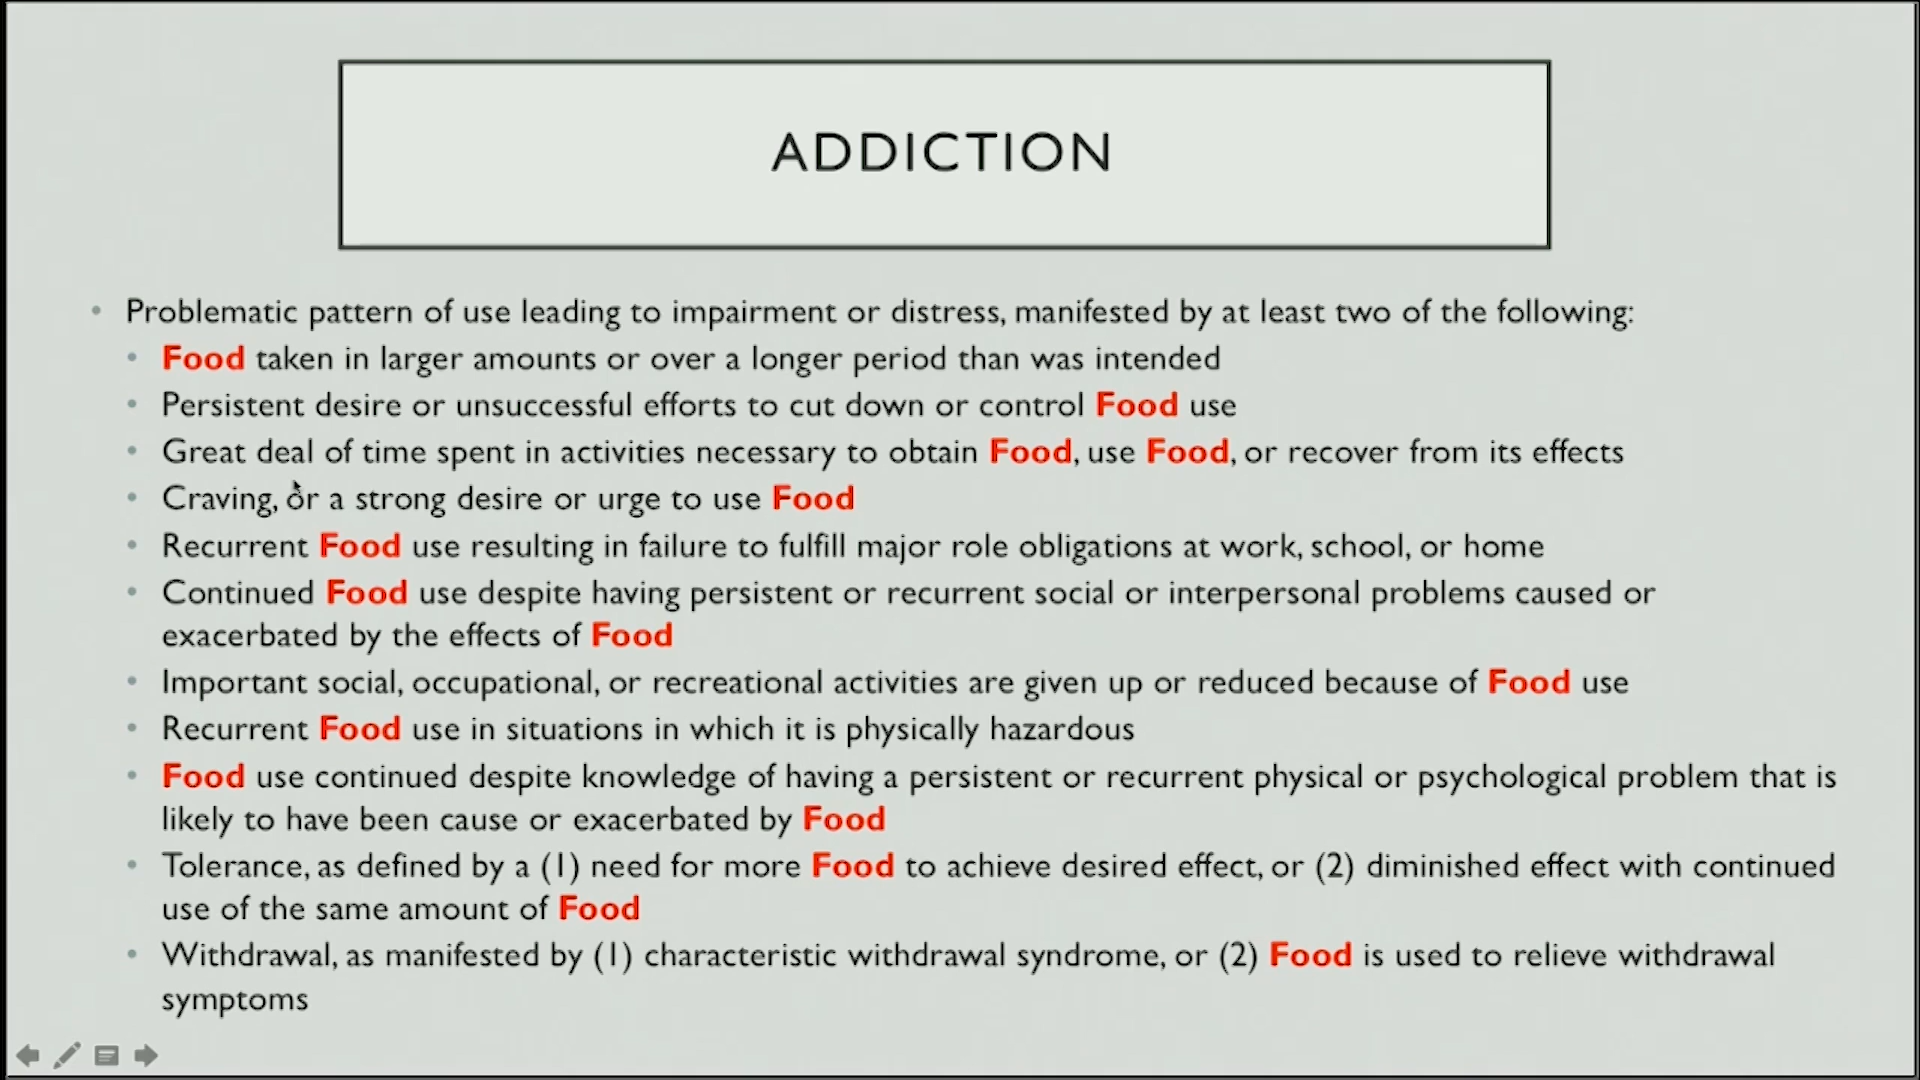 ADDICTION
• Problematic pattern of use leading to impairment or distress, manifested by at least two of the following:
• Food taken in larger amounts or over a longer period than was intended
• Persistent desire or unsuccessful efforts to cut down or control Food use
• Great deal of time spent in activities necessary to obtain Food, use Food, or recover from its effects
• Craving, or a strong desire or urge to use Food
• Recurrent Food use resulting in failure to fulfill major role obligations at work, school, or home
• Continued Food use despite having persistent or recurrent social or interpersonal problems caused or
exacerbated by the effects of Food
• Important social, occupational, or recreational activities are given up or reduced because of Food use
• Recurrent Food use in situations in which it is physically hazardous
• Food use continued despite knowledge of having a persistent or recurrent physical or psychological problem that is
likely to have been cause or exacerbated by Food
• Tolerance, as defined by a (1) need for more Food to achieve desired effect, or (2) diminished effect with continued
use of the same amount of Food
• Withdrawal, as manifested by (1) characteristic withdrawal syndrome, or (2) Food is used to relieve withdrawal
symptoms